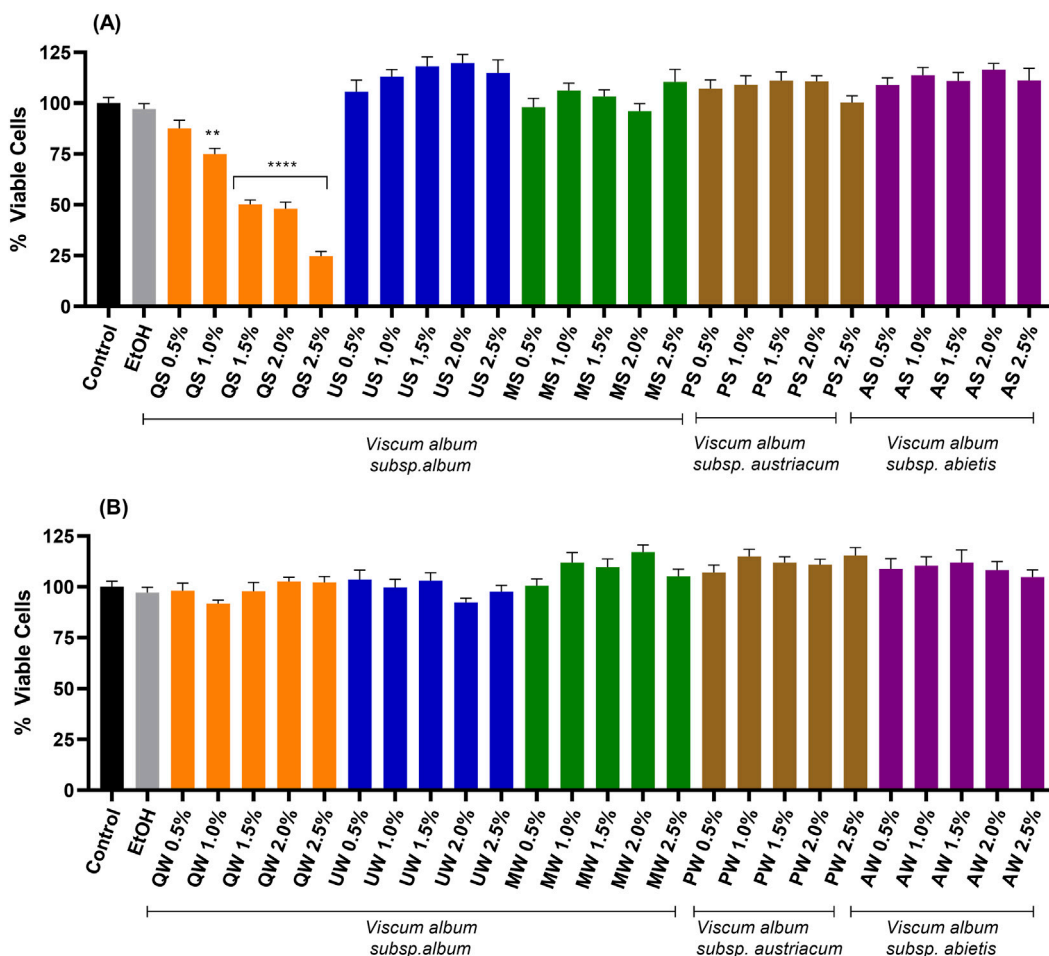 (A)
% Viable Cells
125
100
75
50
25
0
**
****
Control
EtOH
QS 0.5%
QS 1.0%
QS 1.5%
QS 2.0%
QS 2.5%
US 0.5%
US 1.0%
US 1,5%
US 2.0%
US 2.5%
MS 0.5%
MS 1.0%
MS 1.5%
MS 2.0%
MS 2.5%
PS 0.5%
PS 1.0%
PS 1.5%
PS 2.0%
PS 2.5%
AS 0.5%
AS 1.0%
AS 1.5%
AS 2.0%
AS 2.5%
Viscum album
subsp.album
Viscum album
subsp. austriacum
Viscum album
subsp. abietis
(B)
% Viable Cells
125
100
75
50
25
0
Control
EtOH
QW 0.5%
QW 1.0%
QW 1.5%
QW 2.0%
QW 2.5%
UW 0.5%
UW 1.0%
UW 1.5%
UW 2.0%
UW 2.5%
MW 0.5%
MW 1.0%
MW 1.5%
MW 2.0%
MW 2.5%
PW 0.5%
PW 1.0%
PW 1.5%
PW 2.0%
PW 2.5%
AW 0.5%
AW 1.0%
AW 1.5%
AW 2.0%
AW 2.5%
Viscum album
subsp.album
Viscum album
subsp. austriacum
Viscum album
subsp. abietis